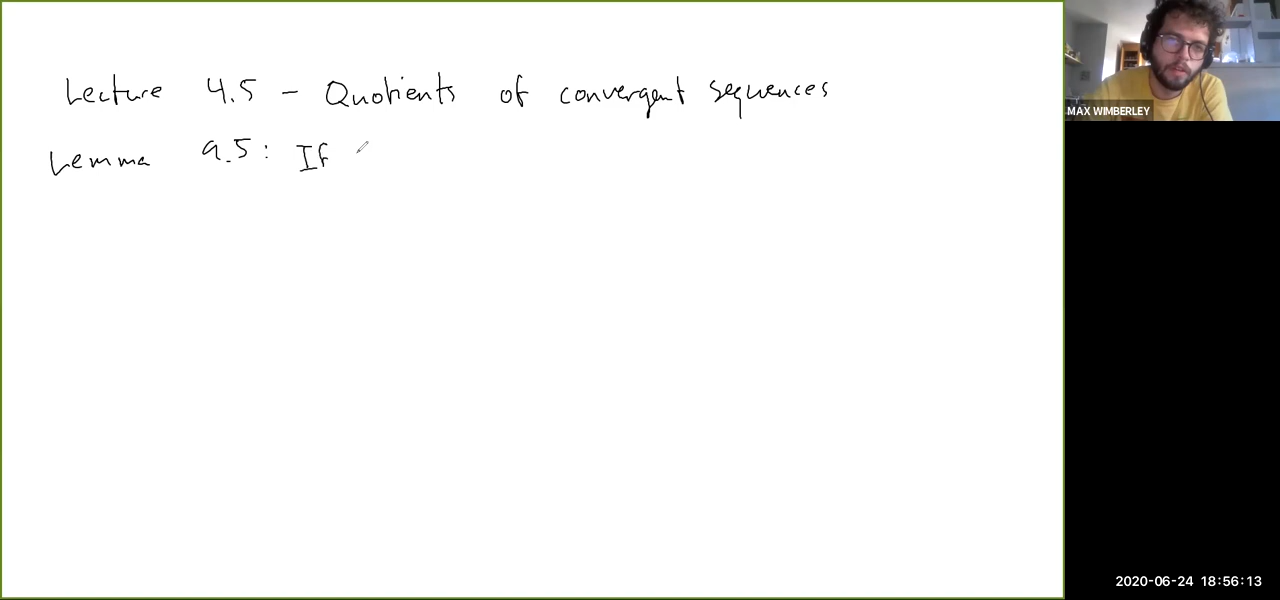 Lecture 4.5 - Quotients of convergent sequences
Lemma 9.5: If
MAX WIMBERLEY
2020-06-24 18:56:13